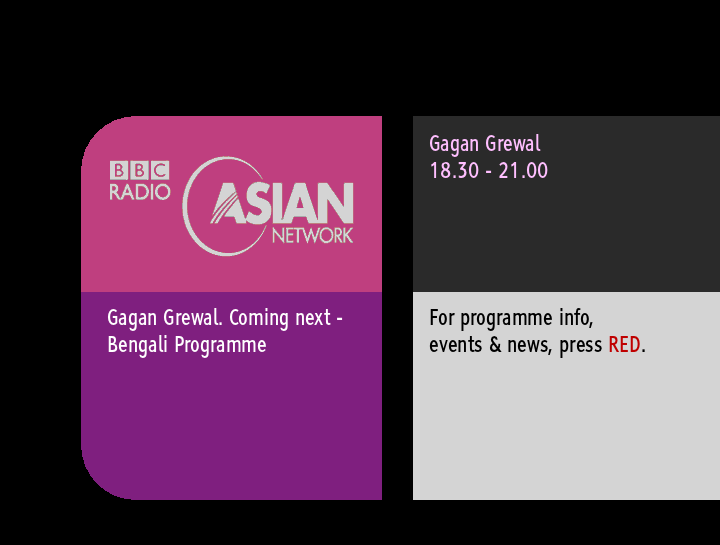 BBC
RADIO
ASIAN
NETWORK
Gagan Grewal. Coming next -
Bengali Programme
Gagan Grewal
18.30 - 21.00
For programme info,
events & news, press RED.